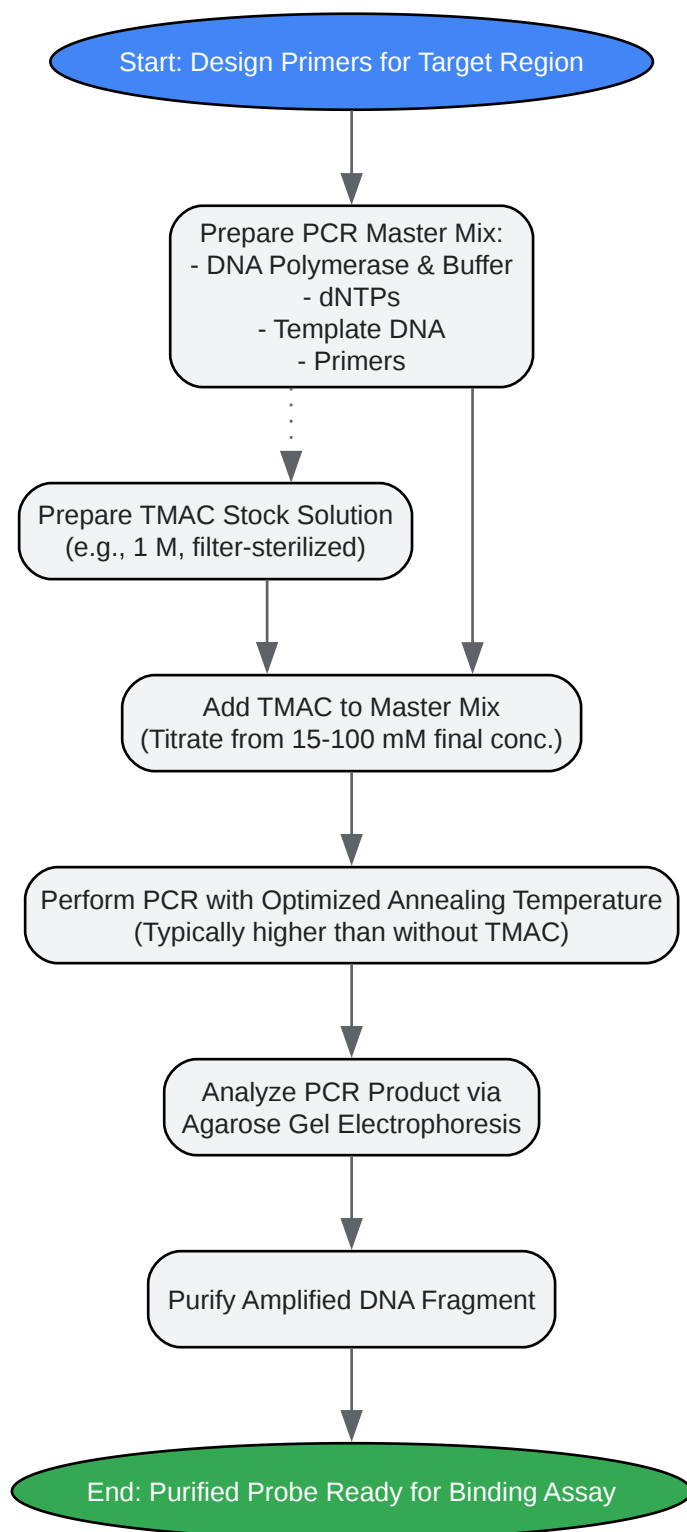 Start: Design Primers for Target Region
Prepare PCR Master Mix:
- DNA Polymerase & Buffer
- dNTPs
- Template DNA
- Primers
Prepare TMAC Stock Solution
(e.g., 1 M, filter-sterilized)
Add TMAC to Master Mix
(Titrate from 15-100 mM final conc.)
Perform PCR with Optimized Annealing Temperature
(Typically higher than without TMAC)
Analyze PCR Product via
Agarose Gel Electrophoresis
Purify Amplified DNA Fragment
End: Purified Probe Ready for Binding Assay